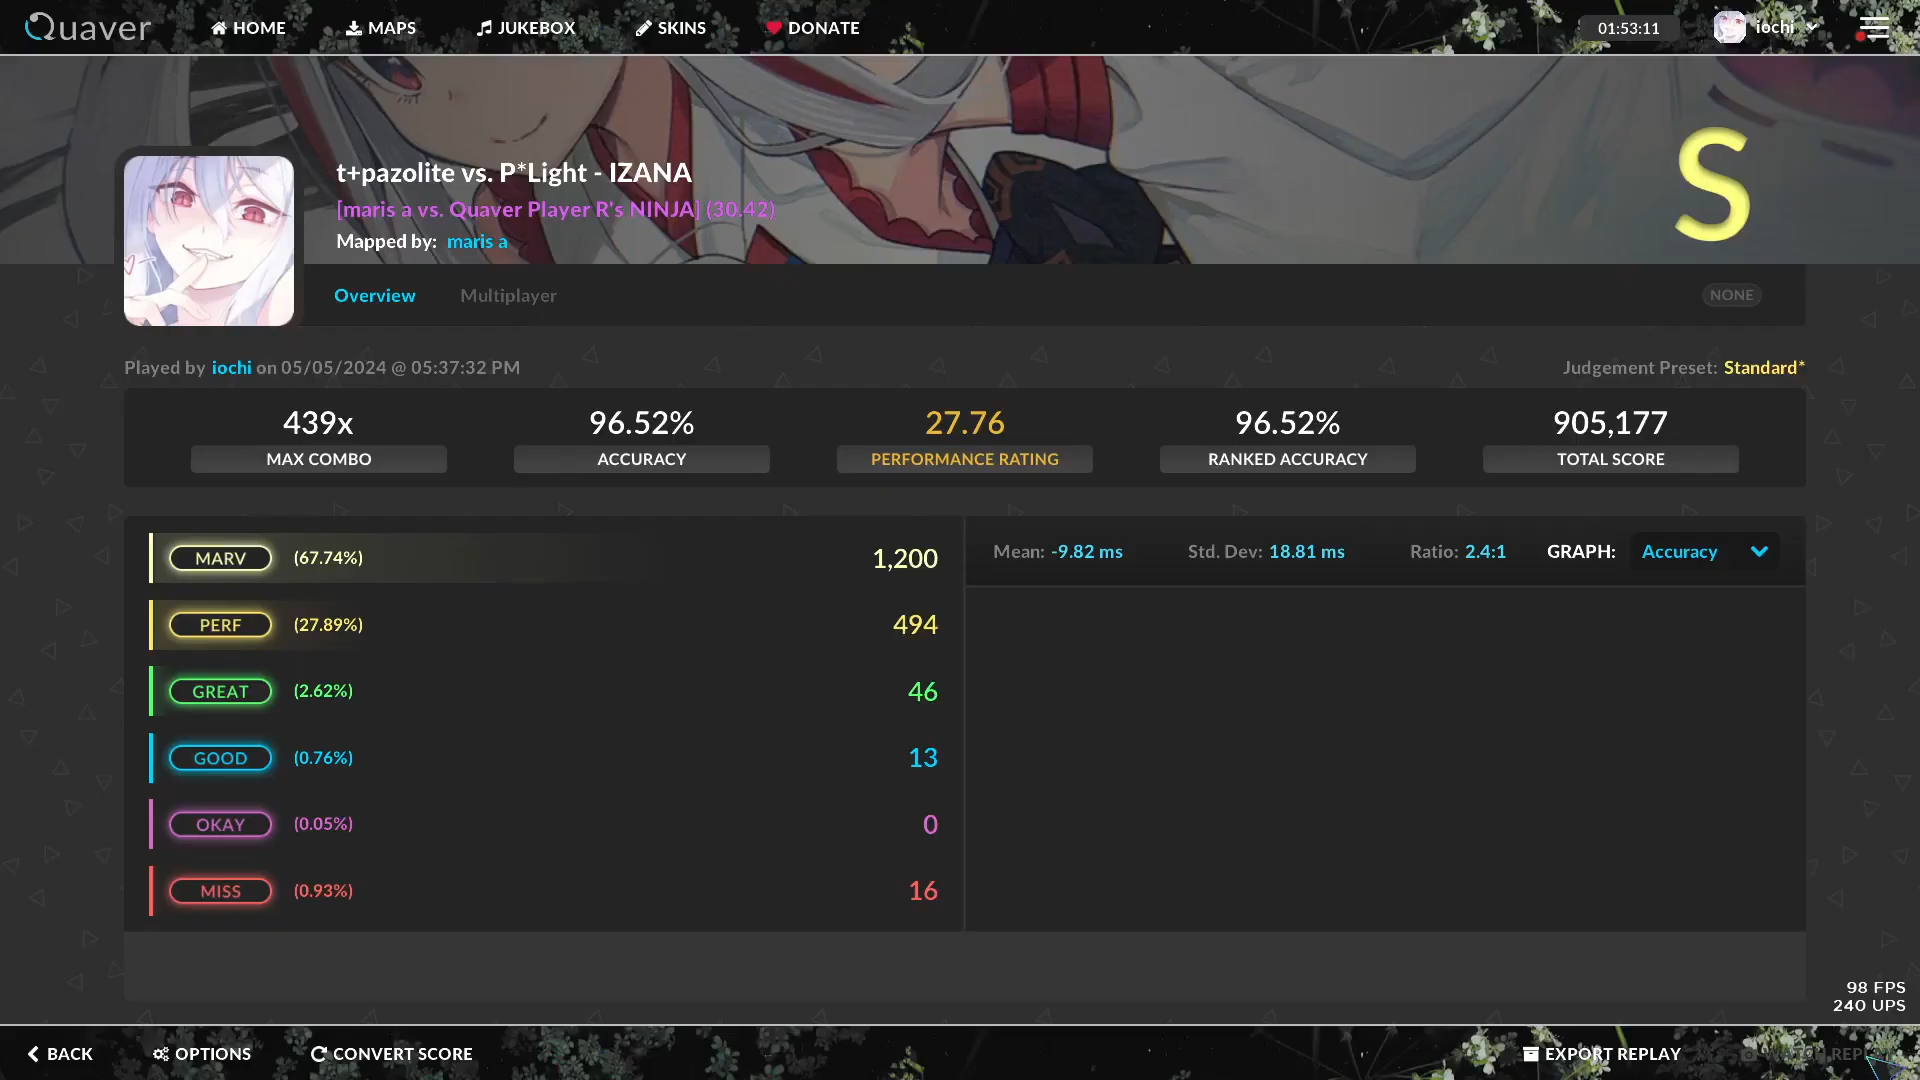 Quaver HOME MAPS JUKEBOX SKINS DONATE 01:53:11 iochi
S
t+pazolite vs. P*Light - IZANA
[maris a vs. Quaver Player R's NINJA] (30.42)
Mapped by: maris a
Overview Multiplayer NONE
Played by iochi on 05/05/2024 @ 05:37:32 PM Judgement Preset: Standard*
439x 96.52% 27.76 96.52% 905,177
MAX COMBO ACCURACY PERFORMANCE RATING RANKED ACCURACY TOTAL SCORE
MARV (67.74%) 1,200
Mean: -9.82 ms Std. Dev: 18.81 ms Ratio: 2.4:1 GRAPH: Accuracy
PERF (27.89%) 494
GREAT (2.62%) 46
GOOD (0.76%) 13
OKAY (0.05%) 0
MISS (0.93%) 16
98 FPS
240 UPS
BACK OPTIONS CONVERT SCORE EXPORT REPLAY